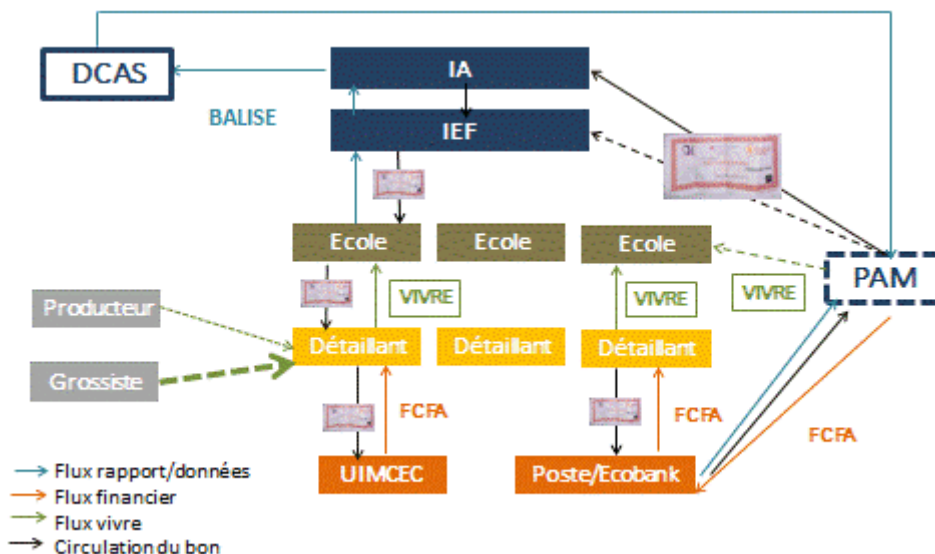 DCAS
IA
BALISE
IEF
Ecole
Ecole
Ecole
PAM
VIVRE
VIVRE
VIVRE
Producteur
Détaillant
Détaillant
Détaillant
Grossiste
FCFA
FCFA
FCFA
UIMCEC
Poste/Ecobank
Flux rapport/données
Flux financier
Flux vivre
Circulation du bon